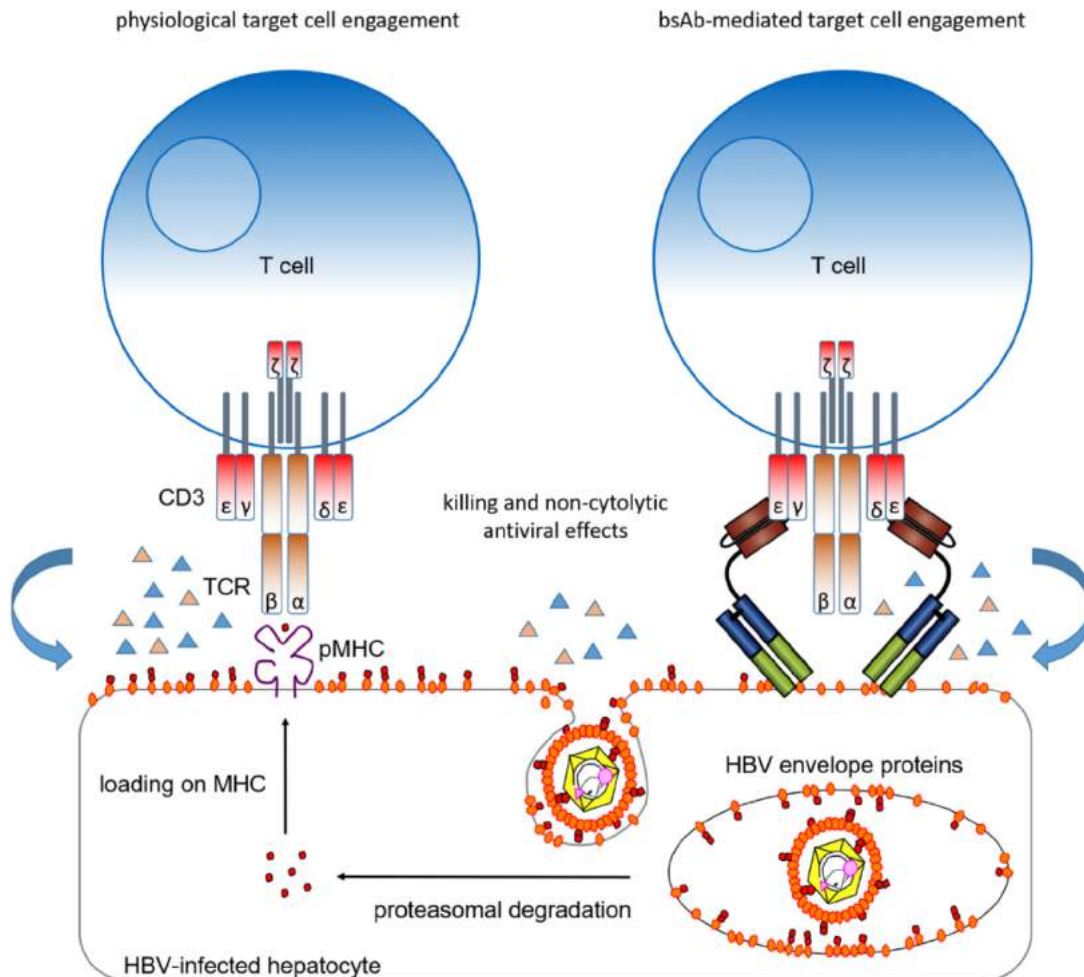 physiological target cell engagement
bsAb-mediated target cell engagement
T cell
T cell
ζ ζ
ζ ζ
CD3
ε γ
δ ε
killing and non-cytolytic
antiviral effects
ε γ
δ ε
TCR
β α
β α
pMHC
loading on MHC
HBV envelope proteins
proteasomal degradation
HBV-infected hepatocyte